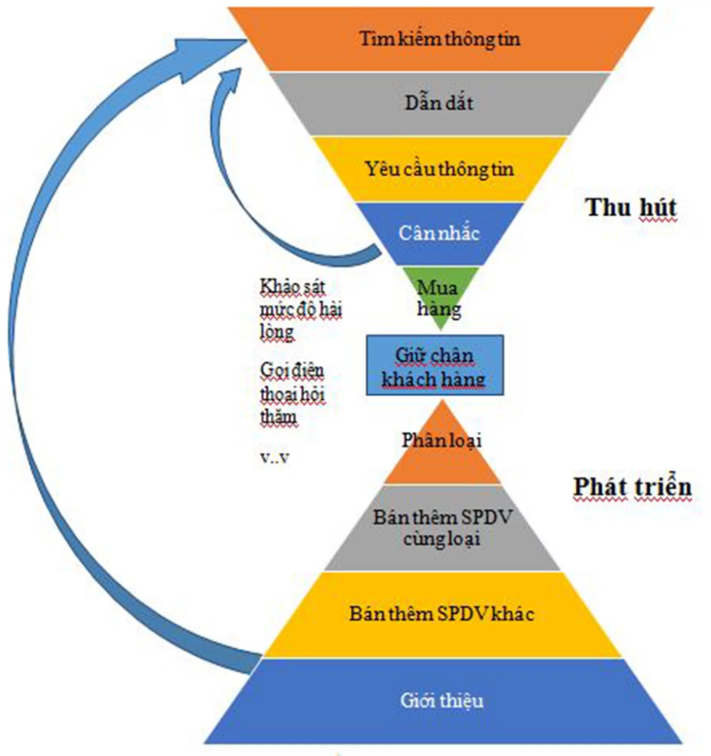 Tìm kiếm thông tin
Dẫn dắt
Yêu cầu thông tin
Thu hút
Cân nhắc
Mua
hàng
Khảo sát
mức độ hài
lòng
Gọi điện
thoại hỏi
thăm
v..v
Giữ chân
khách hàng
Phân loại
Phát triển
Bán thêm SPDV
cùng loại
Bán thêm SPDV khác
Giới thiệu